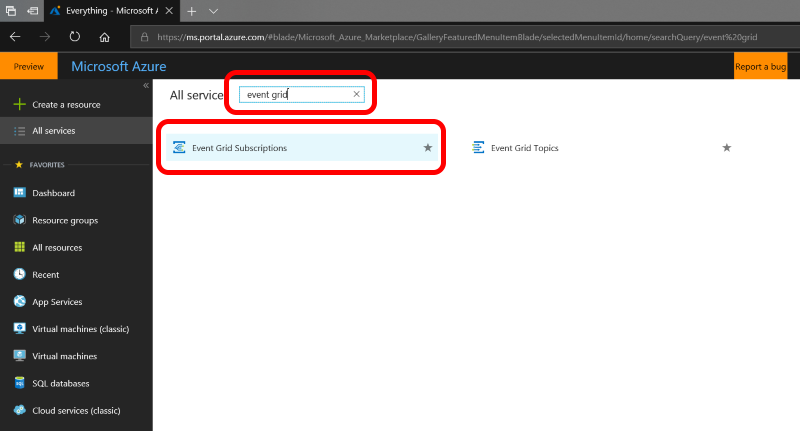 Everything - Microsoft A
https://ms.portal.azure.com/#blade/Microsoft_Azure_Marketplace/GalleryFeaturedMenuItemBlade/selectedMenuItemId/home/searchQuery/event%20grid
Preview
Microsoft Azure
Report a bug
Create a resource
All services
FAVORITES
Dashboard
Resource groups
All resources
Recent
App Services
Virtual machines (classic)
Virtual machines
SQL databases
Cloud services (classic)
All service
event grid
Event Grid Subscriptions
Event Grid Topics